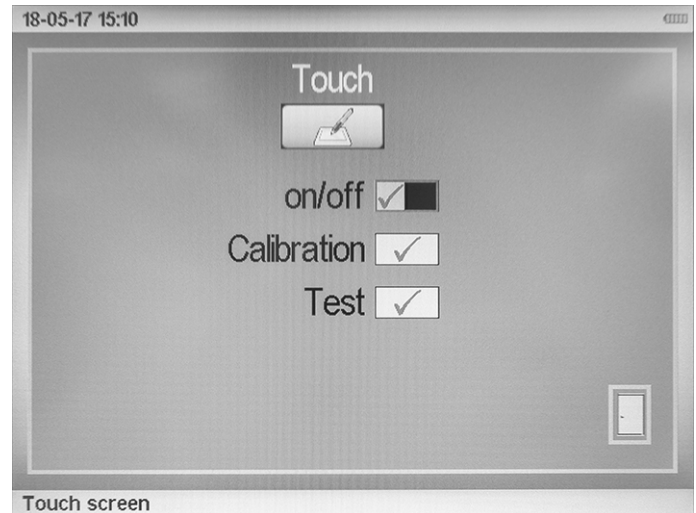 18-05-17 15:10
Touch
on/off
Calibration
Test
Touch screen